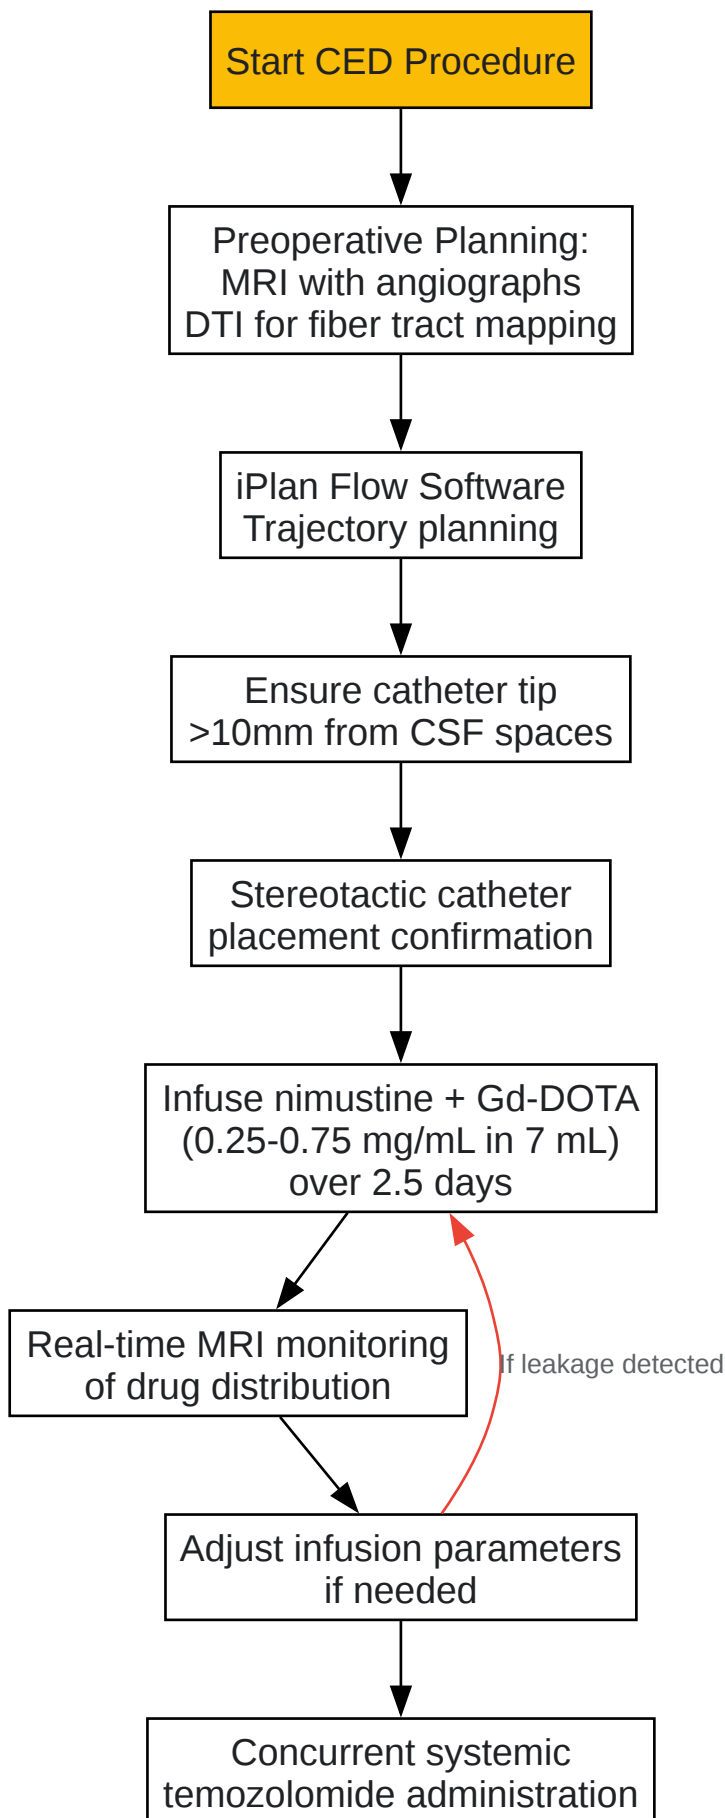 Start CED Procedure
Preoperative Planning:
MRI with angiographs
DTI for fiber tract mapping
iPlan Flow Software
Trajectory planning
Ensure catheter tip
>10mm from CSF spaces
Stereotactic catheter
placement confirmation
Infuse nimustine + Gd-DOTA
(0.25-0.75 mg/mL in 7 mL)
over 2.5 days
Real-time MRI monitoring
of drug distribution
If leakage detected
Adjust infusion parameters
if needed
Concurrent systemic
temozolomide administration